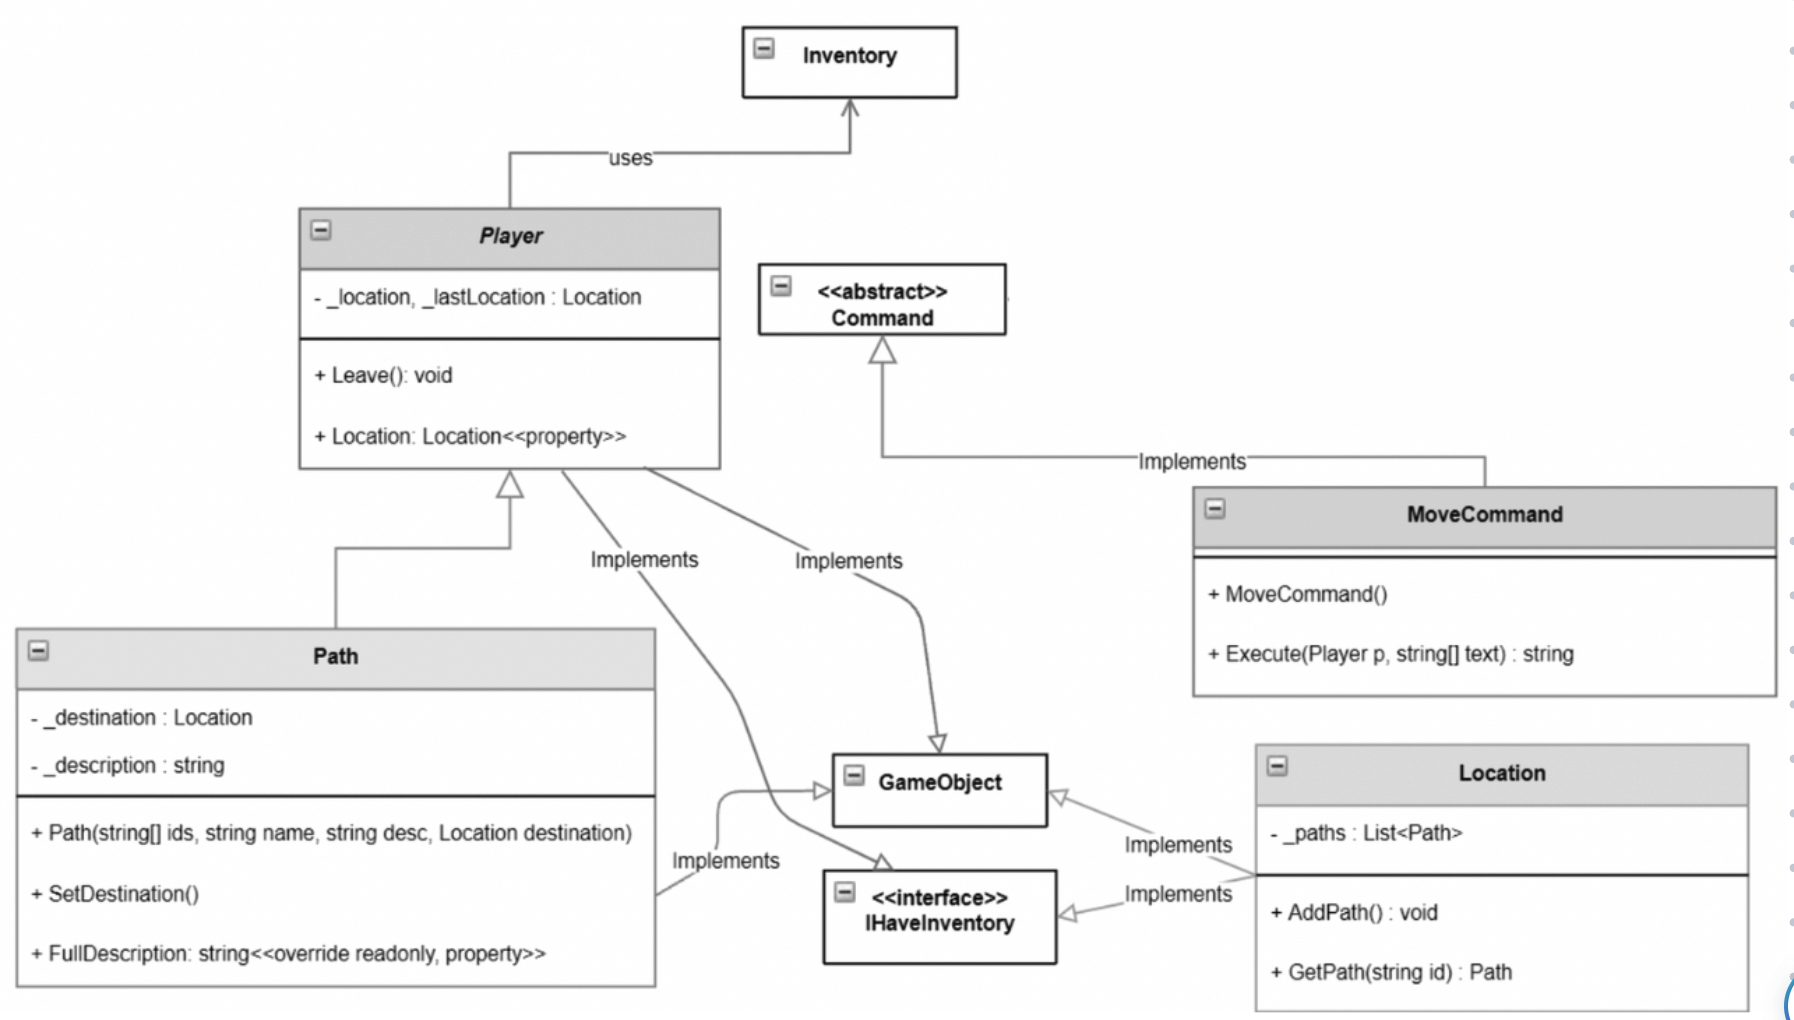 Inventory
uses
Player
- _location, _lastLocation : Location
+ Leave(): void
+ Location: Location<<property>>
<<abstract>>
Command
Implements
MoveCommand
+ MoveCommand()
+ Execute(Player p, string[] text) : string
Implements
Implements
Path
- _destination : Location
- _description : string
+ Path(string[] ids, string name, string desc, Location destination)
+ SetDestination()
+ FullDescription: string<<override readonly, property>>
Implements
GameObject
<<interface>>
IHaveInventory
Implements
Implements
Location
- _paths : List<Path>
+ AddPath() : void
+ GetPath(string id) : Path